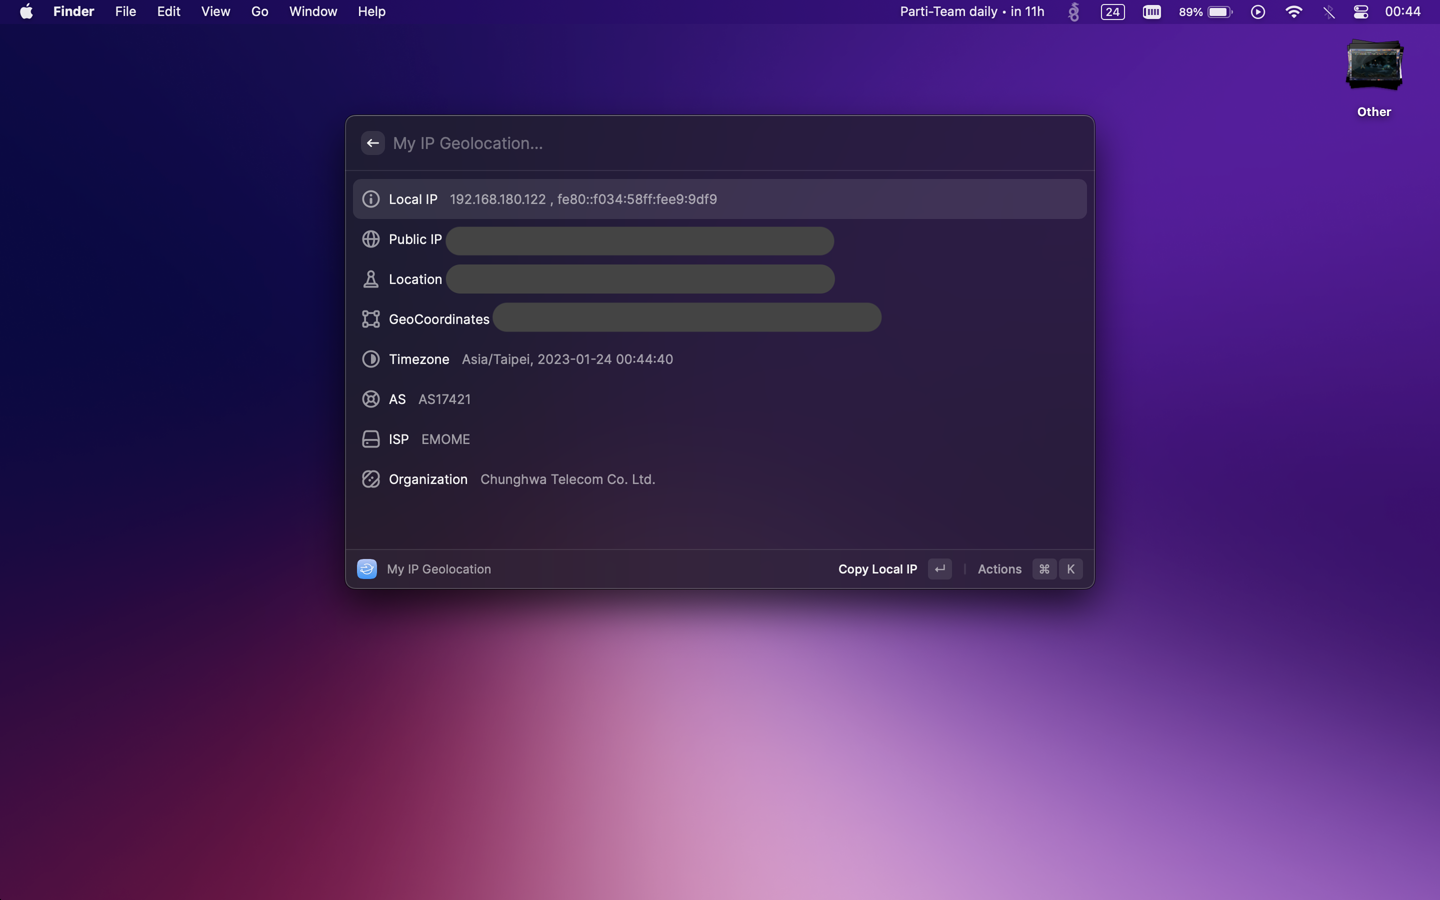 Finder File Edit View Go Window Help Parti-Team daily • in 11h 24 89% 00:44
Other
My IP Geolocation...
Local IP 192.168.180.122 , fe80::f034:58ff:fee9:9df9
Public IP
Location
GeoCoordinates
Timezone Asia/Taipei, 2023-01-24 00:44:40
AS AS17421
ISP EMOME
Organization Chunghwa Telecom Co. Ltd.
My IP Geolocation Copy Local IP ↵ Actions ⌘ K